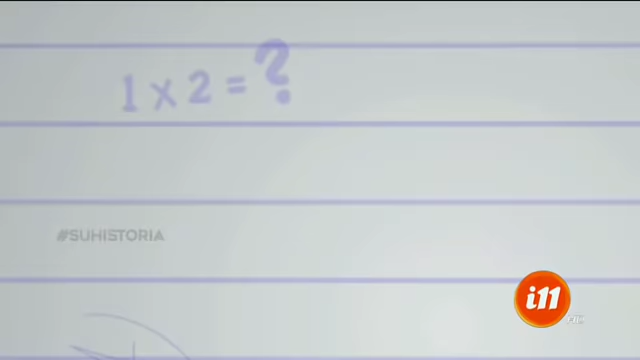 1 x 2 = ?
#SUHISTORIA
i11